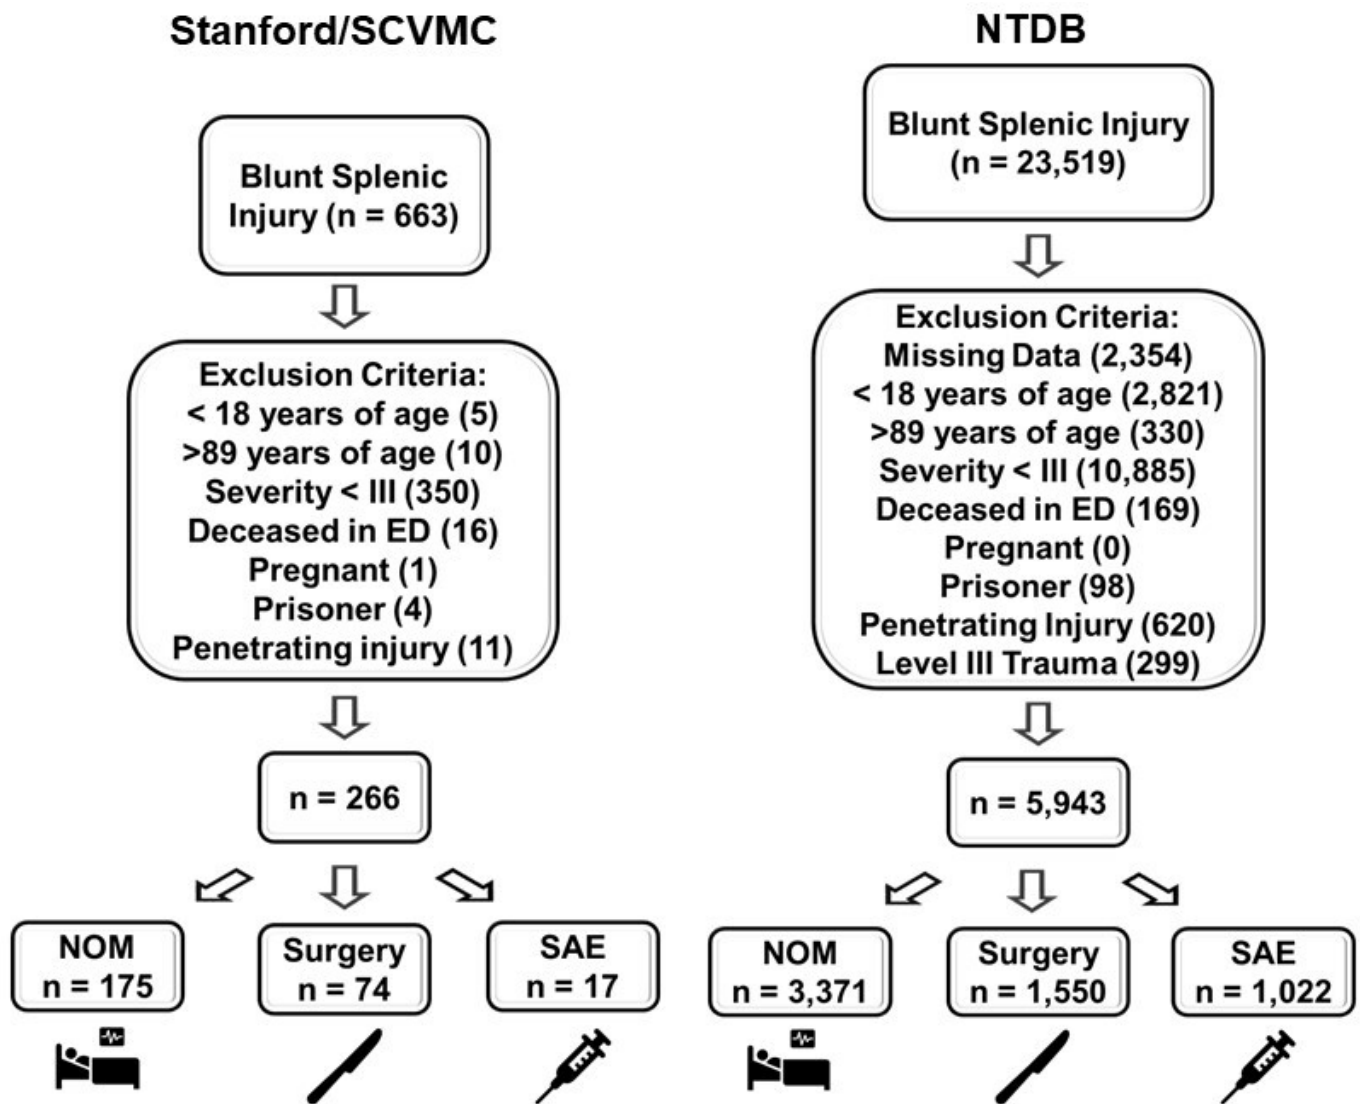 Stanford/SCVMC
Blunt Splenic
Injury (n = 663)
Exclusion Criteria:
< 18 years of age (5)
>89 years of age (10)
Severity < III (350)
Deceased in ED (16)
Pregnant (1)
Prisoner (4)
Penetrating injury (11)
n = 266
NOM
n = 175
Surgery
n = 74
SAE
n = 17
NTDB
Blunt Splenic Injury
(n = 23,519)
Exclusion Criteria:
Missing Data (2,354)
< 18 years of age (2,821)
>89 years of age (330)
Severity < III (10,885)
Deceased in ED (169)
Pregnant (0)
Prisoner (98)
Penetrating Injury (620)
Level III Trauma (299)
n = 5,943
NOM
n = 3,371
Surgery
n = 1,550
SAE
n = 1,022